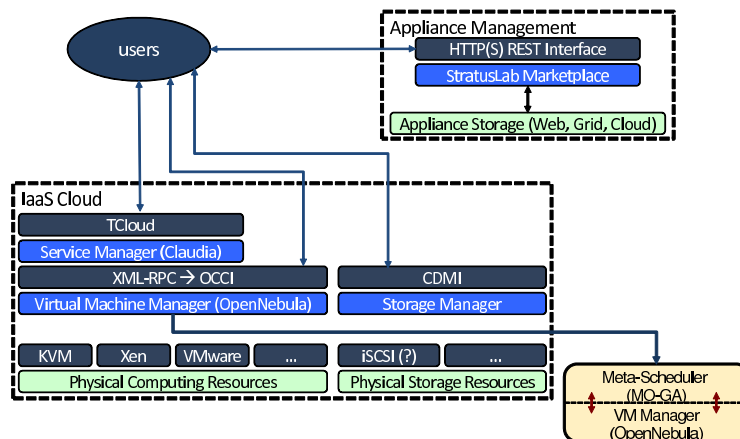 users
Appliance Management
HTTP(S) REST Interface
StratusLab Marketplace
Appliance Storage (Web, Grid, Cloud)
IaaS Cloud
TCloud
Service Manager (Claudia)
XML-RPC → OCCI
CDMI
Virtual Machine Manager (OpenNebula)
Storage Manager
KVM
Xen
VMware
...
iSCSI (?)
...
Physical Computing Resources
Physical Storage Resources
Meta-Scheduler
(MO-GA)
VM Manager
(OpenNebula)